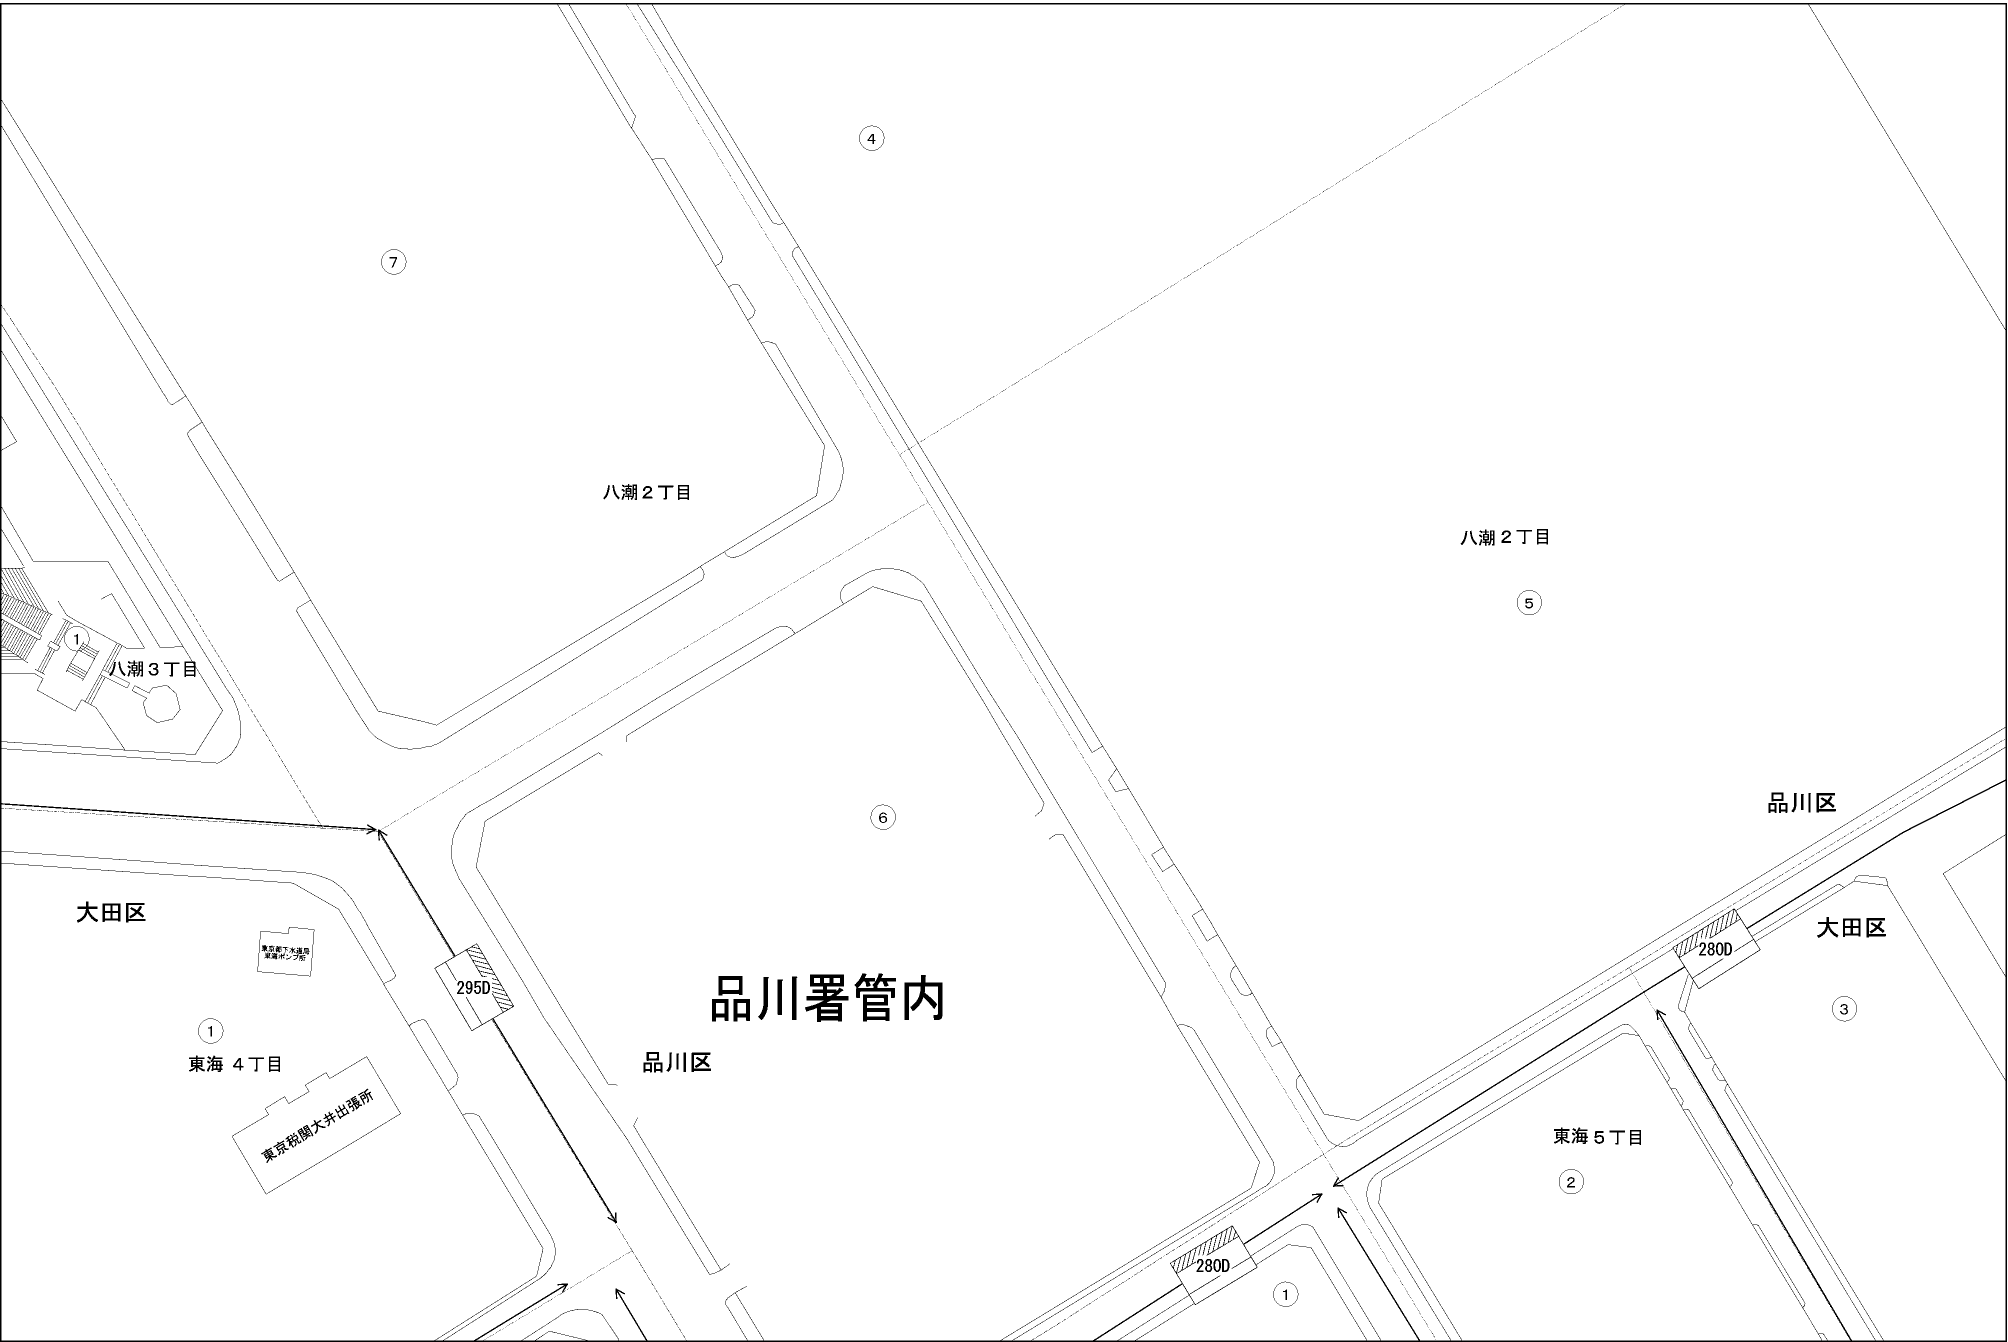 4
7
八潮２丁目
八潮２丁目
5
1
八潮３丁目
品川区
6
大田区
東京都下水道局
東海ポンプ所
295D
品川署管内
280D
大田区
3
1
東海 ４丁目
品川区
東京税関大井出張所
東海５丁目
2
280D
1